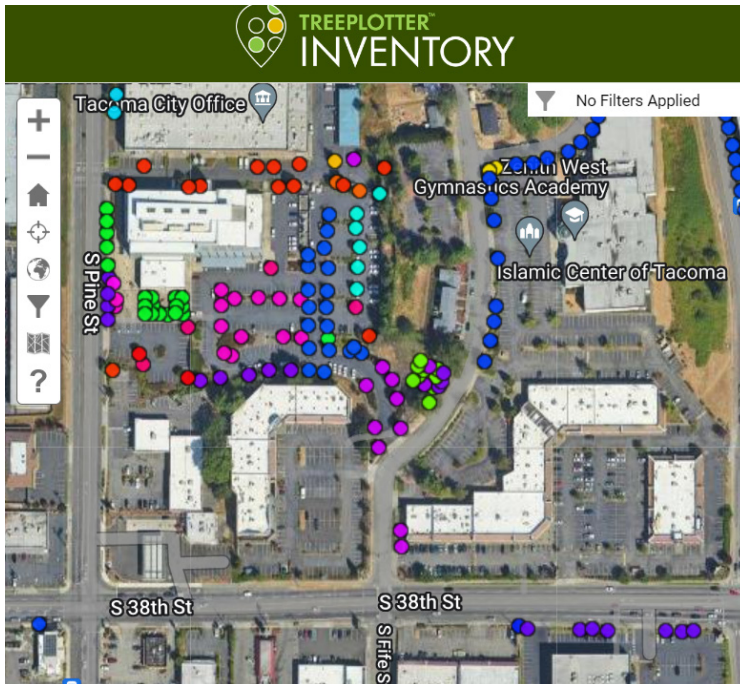 TREEPLOTTER™
INVENTORY
Tacoma City Office
No Filters Applied
Zenith West
Gymnastics Academy
Islamic Center of Tacoma
S Pine St
?
S 38th St
S 38th St
S Fife S